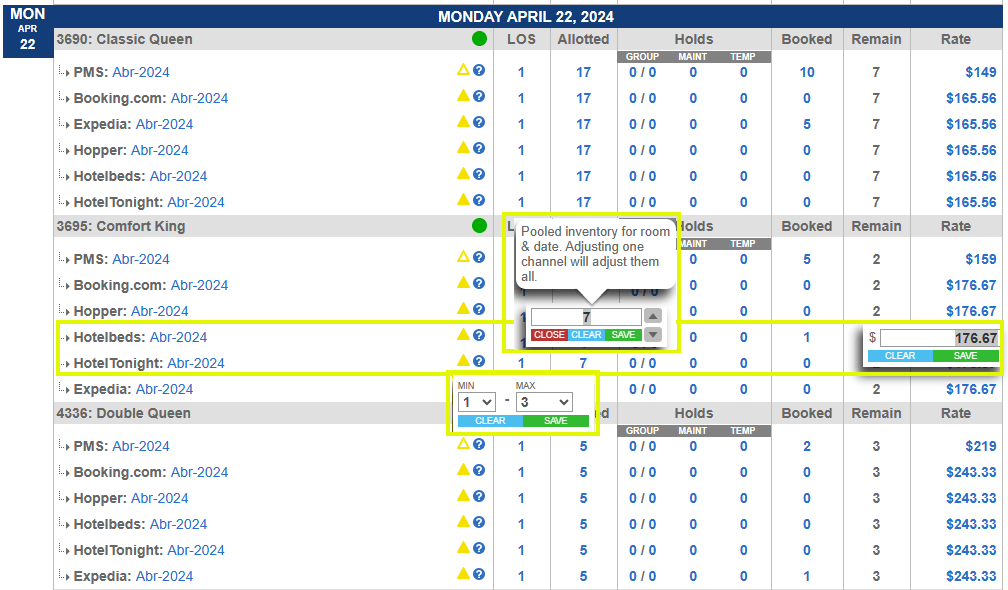 MON
APR
22
MONDAY APRIL 22, 2024
3690: Classic Queen LOS Allotted Holds Booked Remain Rate
GROUP MAINT TEMP
PMS: Abr-2024 ? 1 17 0 / 0 0 0 10 7 $149
Booking.com: Abr-2024 ? 1 17 0 / 0 0 0 0 7 $165.56
Expedia: Abr-2024 ? 1 17 0 / 0 0 0 5 7 $165.56
Hopper: Abr-2024 ? 1 17 0 / 0 0 0 0 7 $165.56
Hotelbeds: Abr-2024 ? 1 17 0 / 0 0 0 0 7 $165.56
HotelTonight: Abr-2024 ? 1 17 0 / 0 0 0 0 7 $165.56
3695: Comfort King Holds Booked Remain Rate
MAINT TEMP
Pooled inventory for room
& date. Adjusting one
channel will adjust them
all.
PMS: Abr-2024 ? 0 0 5 2 $159
Booking.com: Abr-2024 ? 0 0 0 2 $176.67
Hopper: Abr-2024 ? 0 0 0 2 $176.67
7
CLOSE CLEAR SAVE
Hotelbeds: Abr-2024 ? 0 0 1 $ 176.67
CLEAR SAVE
HotelTonight: Abr-2024 ? 1 7 0 / 0 0 0 0
Expedia: Abr-2024 0 / 0 0 0 0 2 $176.67
MIN MAX
1 - 3
CLEAR SAVE
4336: Double Queen Holds Booked Remain Rate
GROUP MAINT TEMP
PMS: Abr-2024 ? 1 5 0 / 0 0 0 2 3 $219
Booking.com: Abr-2024 ? 1 5 0 / 0 0 0 0 3 $243.33
Hopper: Abr-2024 ? 1 5 0 / 0 0 0 0 3 $243.33
Hotelbeds: Abr-2024 ? 1 5 0 / 0 0 0 0 3 $243.33
HotelTonight: Abr-2024 ? 1 5 0 / 0 0 0 0 3 $243.33
Expedia: Abr-2024 ? 1 5 0 / 0 0 0 1 3 $243.33